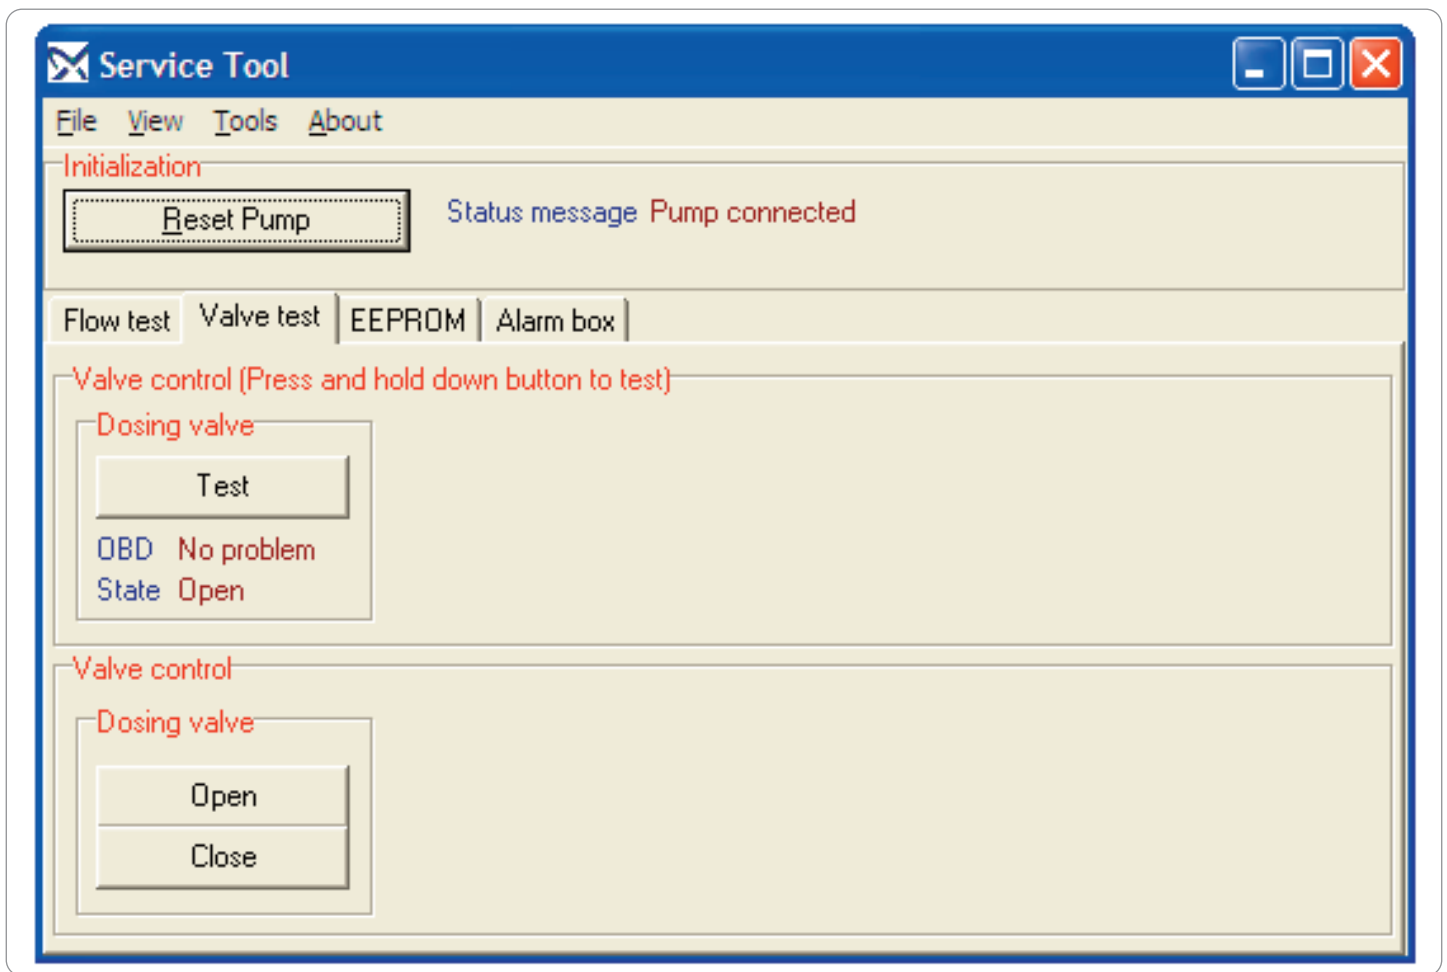 Service Tool
File View Tools About
Initialization
Reset Pump Status message Pump connected
Flow test Valve test EEPROM Alarm box
Valve control (Press and hold down button to test)
Dosing valve
Test
OBD No problem
State Open
Valve control
Dosing valve
Open
Close